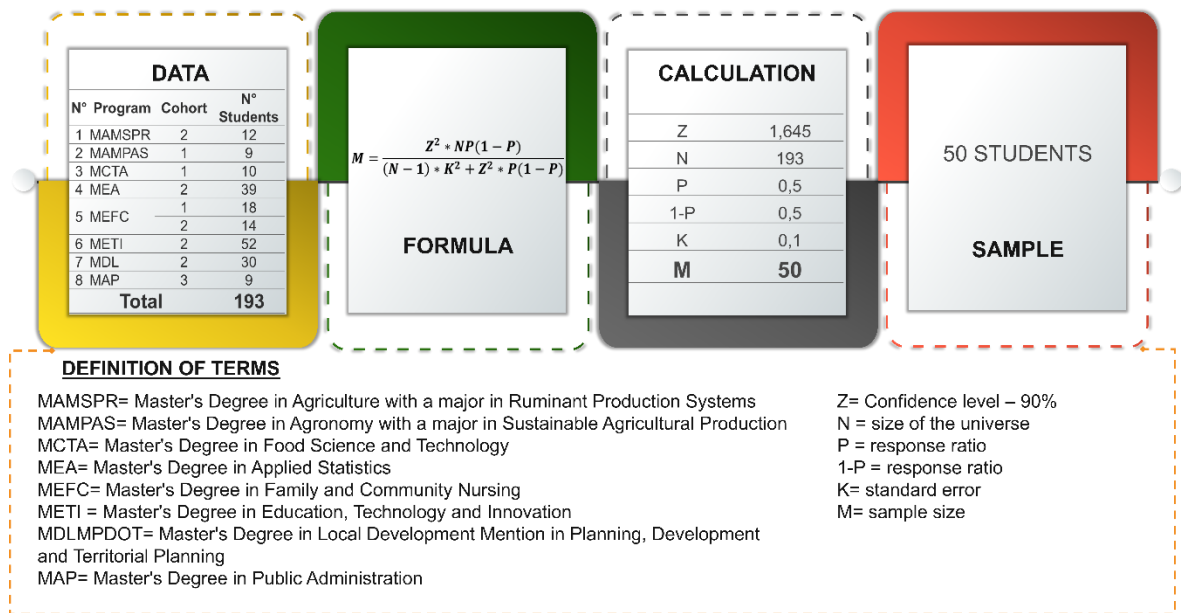 DATA
N° Program Cohort N° Students
1 MAMSPR 2 12
2 MAMPAS 1 9
3 MCTA 1 10
4 MEA 2 39
5 MEFC 1 18
2 14
6 METI 2 52
7 MDL 2 30
8 MAP 3 9
Total 193
M = Z² * NP(1 - P) / (N - 1) * K² + Z² * P(1 - P)
FORMULA
CALCULATION
Z 1,645
N 193
P 0,5
1-P 0,5
K 0,1
M 50
50 STUDENTS
SAMPLE
DEFINITION OF TERMS
MAMSPR= Master's Degree in Agriculture with a major in Ruminant Production Systems
MAMPAS= Master's Degree in Agronomy with a major in Sustainable Agricultural Production
MCTA= Master's Degree in Food Science and Technology
MEA= Master's Degree in Applied Statistics
MEFC= Master's Degree in Family and Community Nursing
METI = Master's Degree in Education, Technology and Innovation
MDLMPDOT= Master's Degree in Local Development Mention in Planning, Development
and Territorial Planning
MAP= Master's Degree in Public Administration
Z= Confidence level – 90%
N = size of the universe
P = response ratio
1-P = response ratio
K= standard error
M= sample size